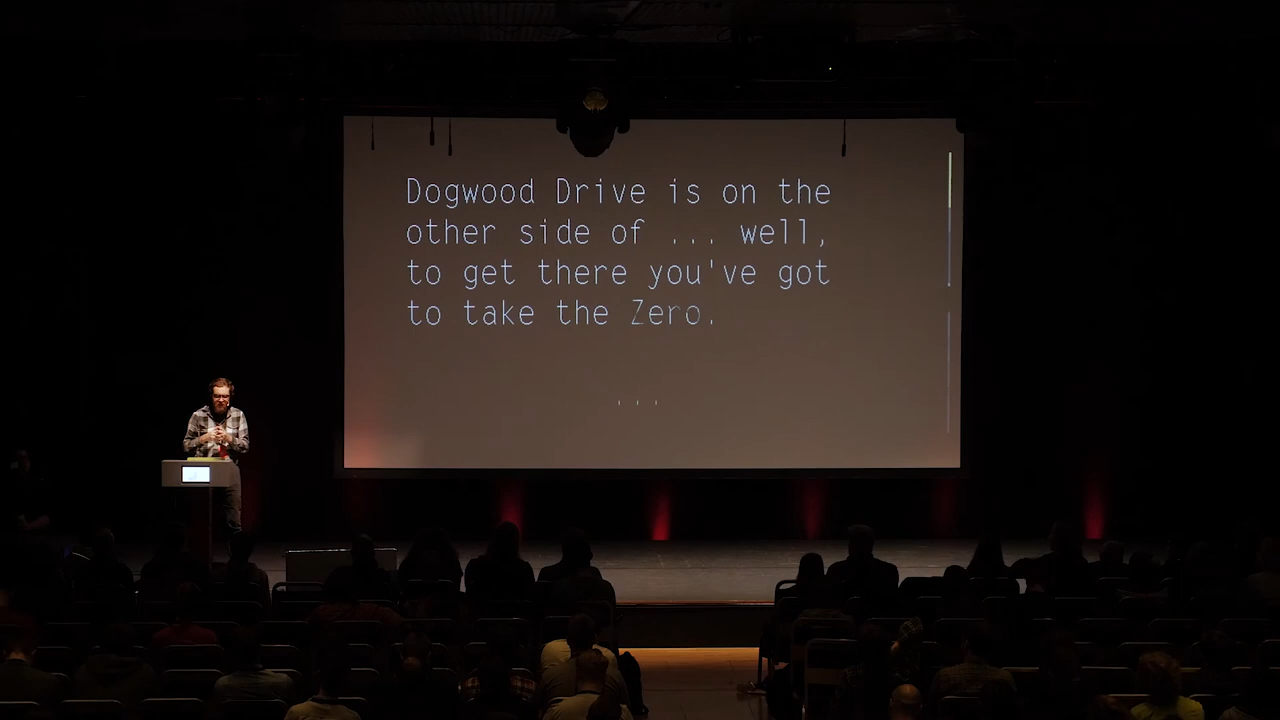 Dogwood Drive is on the
other side of ... well,
to get there you've got
to take the Zero.
...